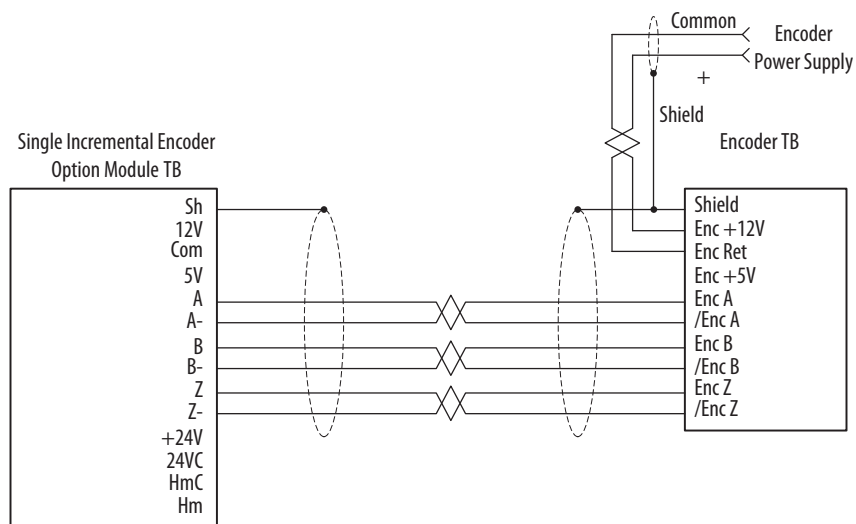 Common
Encoder
Power Supply
+
Shield
Single Incremental Encoder
Option Module TB
Encoder TB
Sh
12V
Com
5V
A
A-
B
B-
Z
Z-
+24V
24VC
HmC
Hm
Shield
Enc +12V
Enc Ret
Enc +5V
Enc A
/Enc A
Enc B
/Enc B
Enc Z
/Enc Z